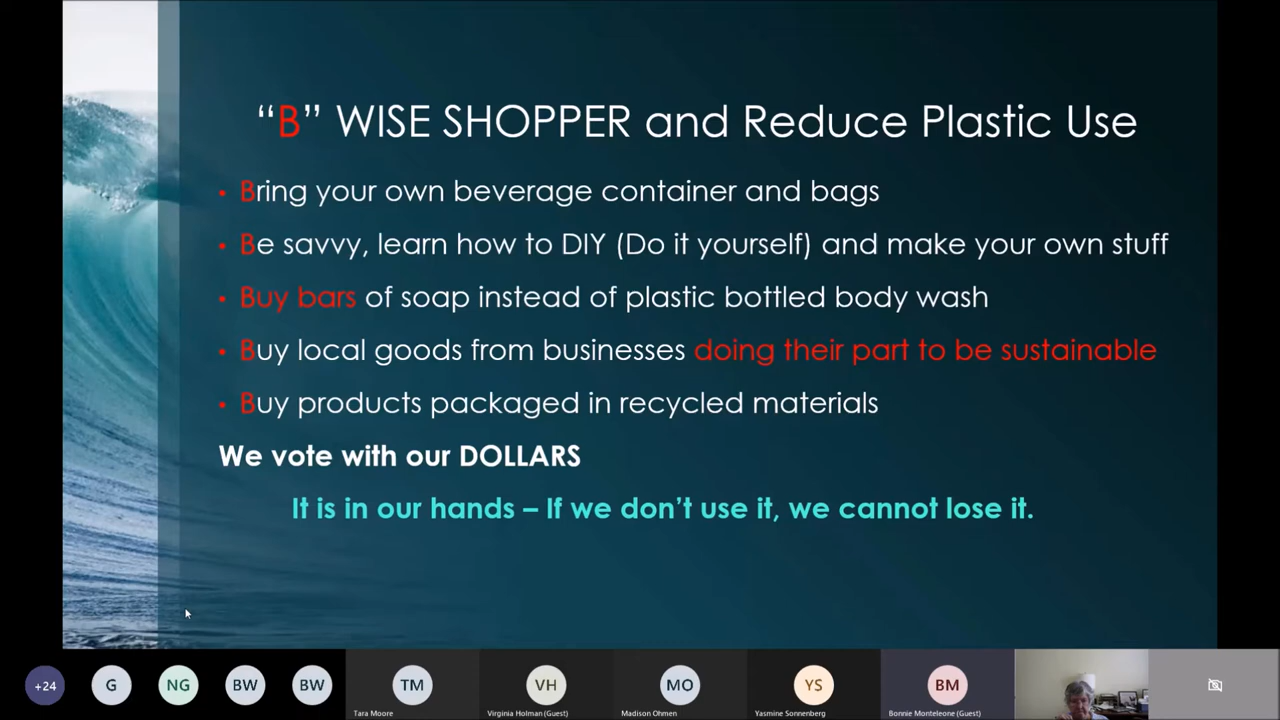 “B” WISE SHOPPER and Reduce Plastic Use
• Bring your own beverage container and bags
• Be savvy, learn how to DIY (Do it yourself) and make your own stuff
• Buy bars of soap instead of plastic bottled body wash
• Buy local goods from businesses doing their part to be sustainable
• Buy products packaged in recycled materials
We vote with our DOLLARS
It is in our hands – If we don’t use it, we cannot lose it.
+24 G NG BW BW TM VH MO YS BM
Tara Moore Virginia Holman (Guest) Madison Ohmen Yasmine Sonnenberg Bonnie Monteleone (Guest)